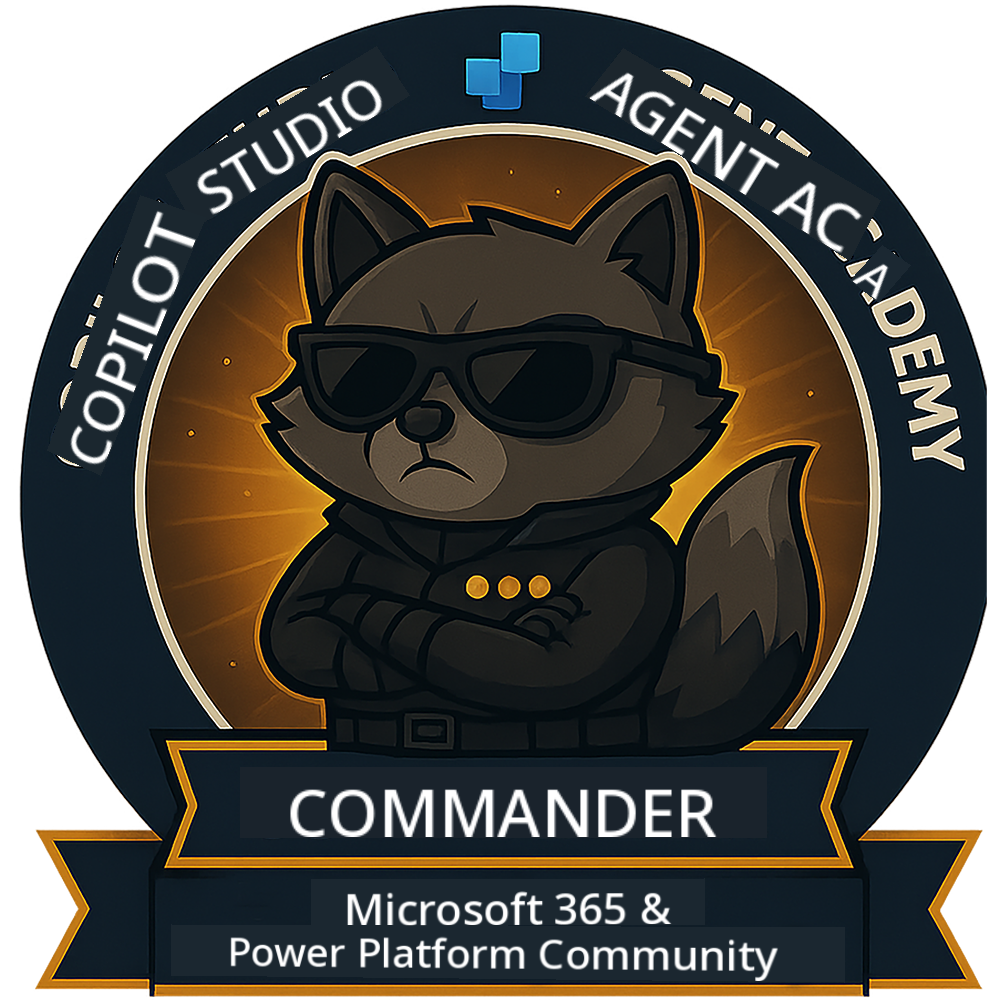 COPILOT STUDIO
AGENT ACADEMY
COMMANDER
Microsoft 365 &
Power Platform Community